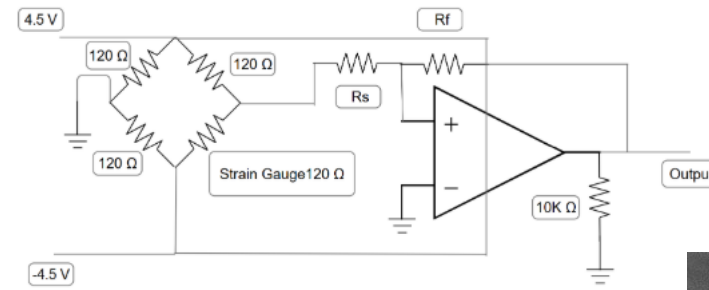 4.5 V
Rf
120 Ω
120 Ω
Rs
+
120 Ω
Strain Gauge120 Ω
−
Outpu
10K Ω
-4.5 V